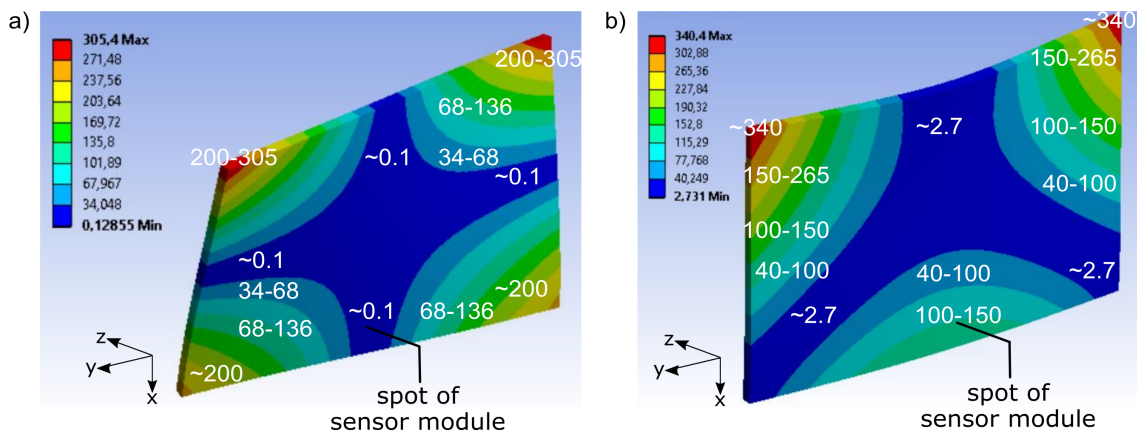 a)
305,4 Max
271,48
237,56
203,64
169,72
135,8
101,89
67,967
34,048
0,12855 Min
200-305
68-136
34-68
~0.1
200-305
~0.1
~0.1
34-68
68-136
~200
~0.1
68-136
~200
z
y
x
spot of
sensor module
b)
340,4 Max
302,88
265,36
227,84
190,32
152,8
115,29
77,768
40,249
2,731 Min
~340
150-265
100-150
40-100
~2.7
~340
~2.7
150-265
100-150
40-100
~2.7
40-100
100-150
z
y
x
spot of
sensor module